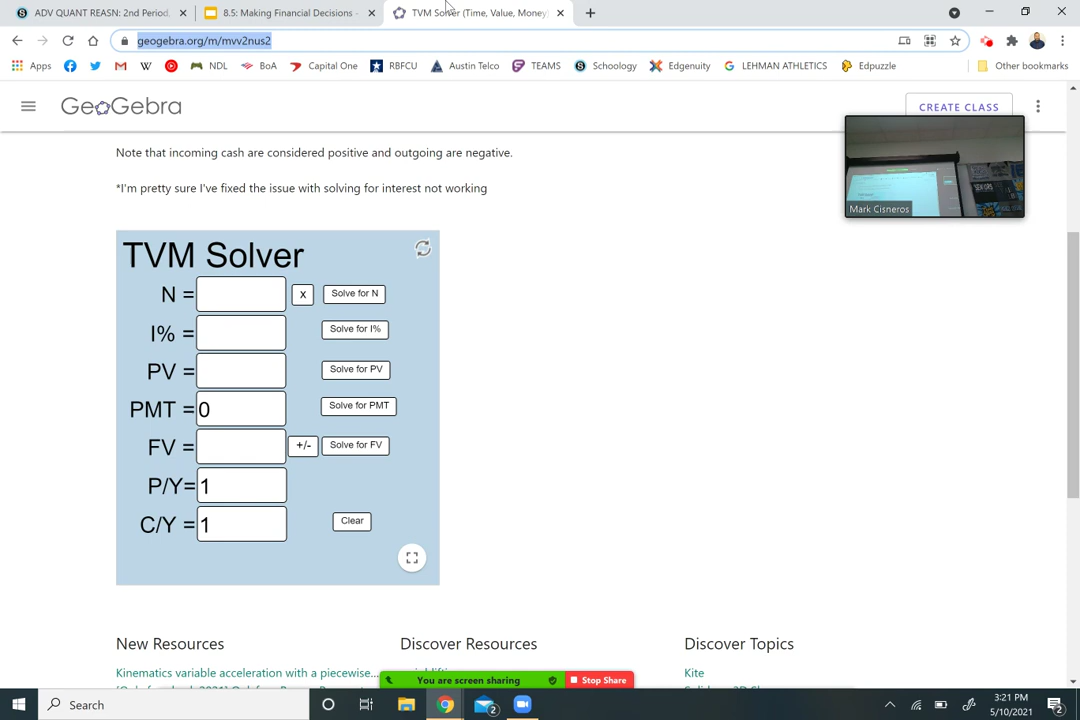 ADV QUANT REASN: 2nd Period,
8.5: Making Financial Decisions -
TVM Solver (Time, Value, Money)
geogebra.org/m/mvv2nus2
Apps
NDL
BoA
Capital One
RBFCU
Austin Telco
TEAMS
Schoology
Edgenuity
LEHMAN ATHLETICS
Edpuzzle
Other bookmarks
GeoGebra
CREATE CLASS
Note that incoming cash are considered positive and outgoing are negative.
*I'm pretty sure I've fixed the issue with solving for interest not working
Mark Cisneros
TVM Solver
N = x Solve for N
I% = Solve for I%
PV = Solve for PV
PMT = 0 Solve for PMT
FV = +/- Solve for FV
P/Y= 1
C/Y = 1 Clear
New Resources
Discover Resources
Discover Topics
Kinematics variable acceleration with a piecewise...
Kite
You are screen sharing
Stop Share
Search
2
3:21 PM
5/10/2021
2